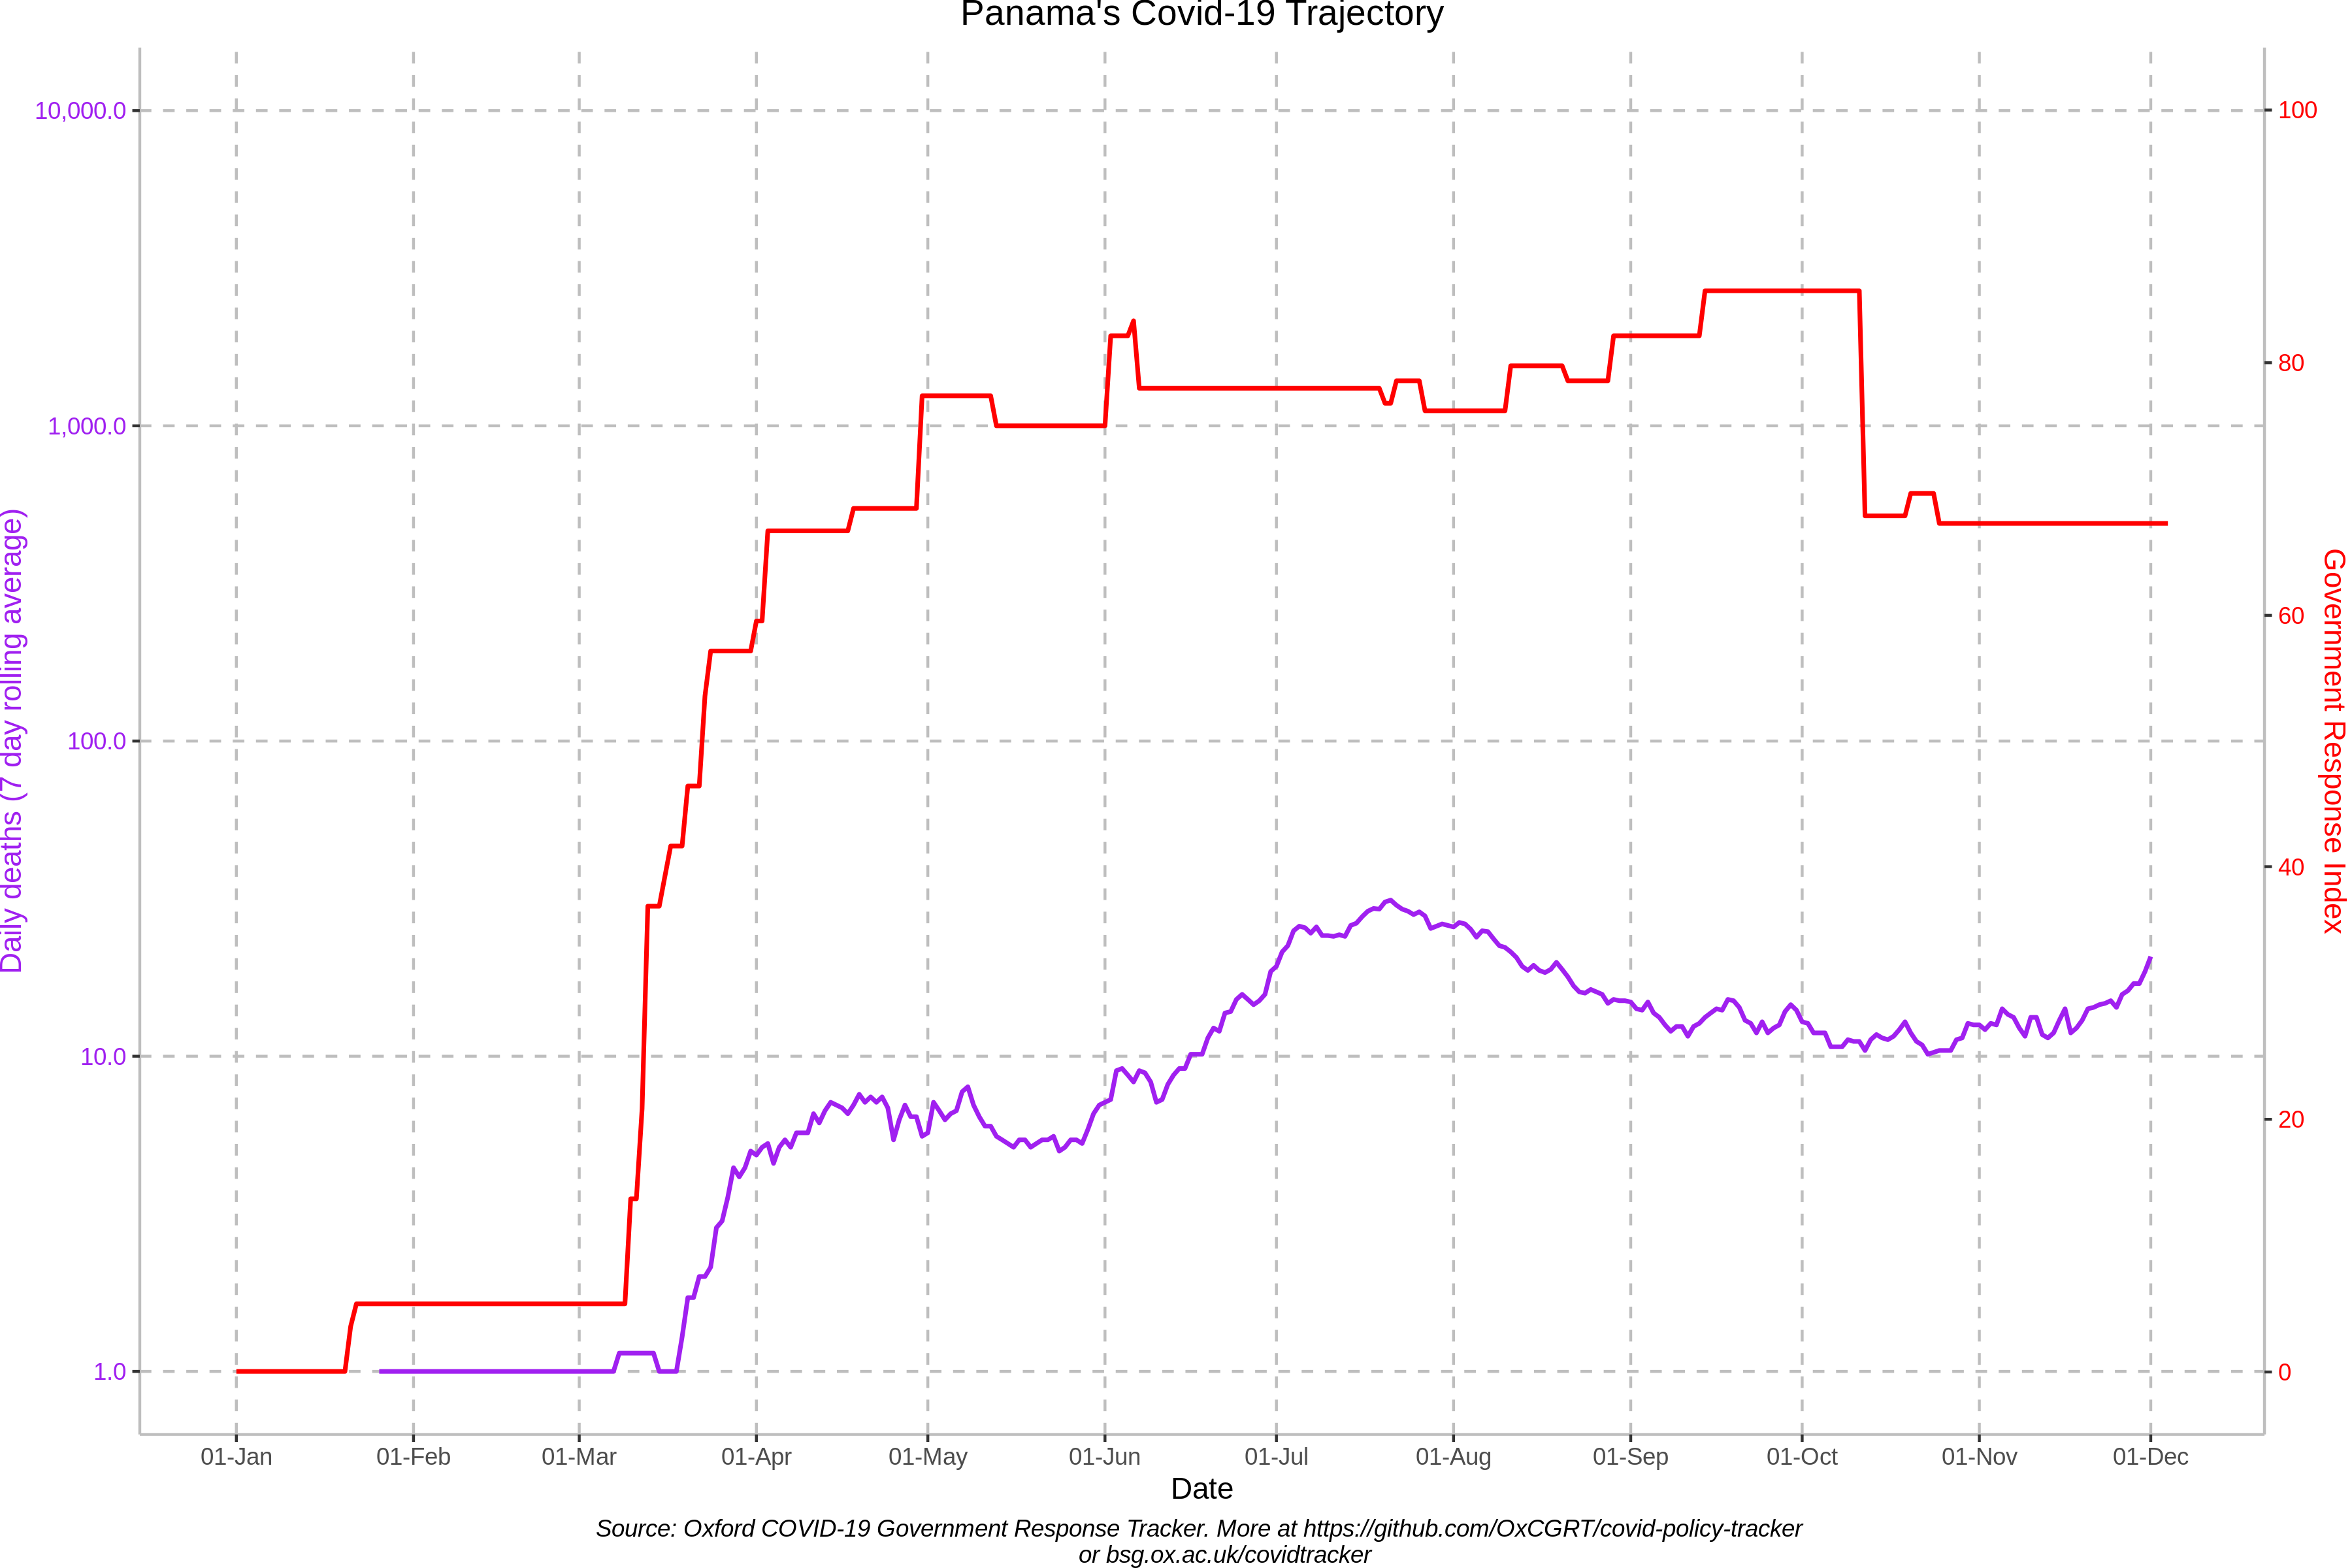 Panama's Covid-19 Trajectory
10,000.0
1,000.0
100.0
10.0
1.0
Daily deaths (7 day rolling average)
100
80
60
40
20
0
Government Response Index
01-Jan 01-Feb 01-Mar 01-Apr 01-May 01-Jun 01-Jul 01-Aug 01-Sep 01-Oct 01-Nov 01-Dec
Date
Source: Oxford COVID-19 Government Response Tracker. More at https://github.com/OxCGRT/covid-policy-tracker
or bsg.ox.ac.uk/covidtracker